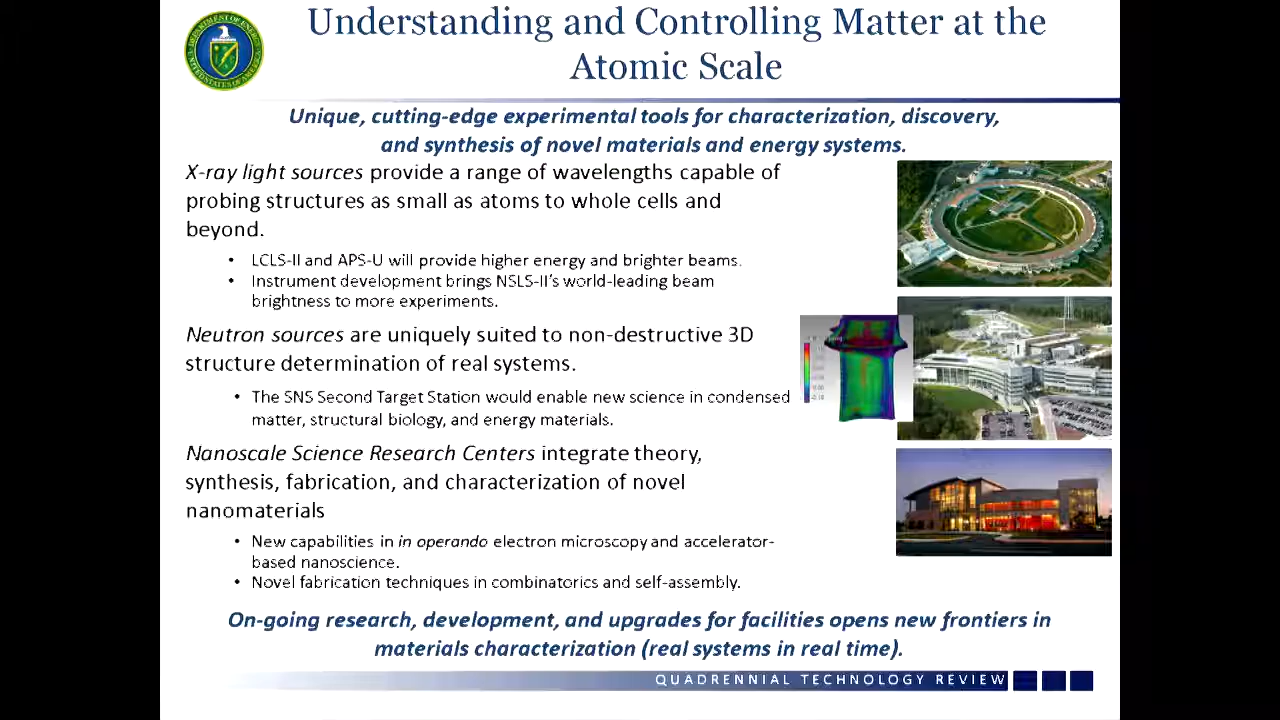 Understanding and Controlling Matter at the
Atomic Scale
Unique, cutting-edge experimental tools for characterization, discovery,
and synthesis of novel materials and energy systems.
X-ray light sources provide a range of wavelengths capable of
probing structures as small as atoms to whole cells and
beyond.
• LCLS-II and APS-U will provide higher energy and brighter beams.
• Instrument development brings NSLS-II's world-leading beam
brightness to more experiments.
Neutron sources are uniquely suited to non-destructive 3D
structure determination of real systems.
• The SNS Second Target Station would enable new science in condensed
matter, structural biology, and energy materials.
Nanoscale Science Research Centers integrate theory,
synthesis, fabrication, and characterization of novel
nanomaterials
• New capabilities in in operando electron microscopy and accelerator-
based nanoscience.
• Novel fabrication techniques in combinatorics and self-assembly.
On-going research, development, and upgrades for facilities opens new frontiers in
materials characterization (real systems in real time).
QUADRENNIAL TECHNOLOGY REVIEW